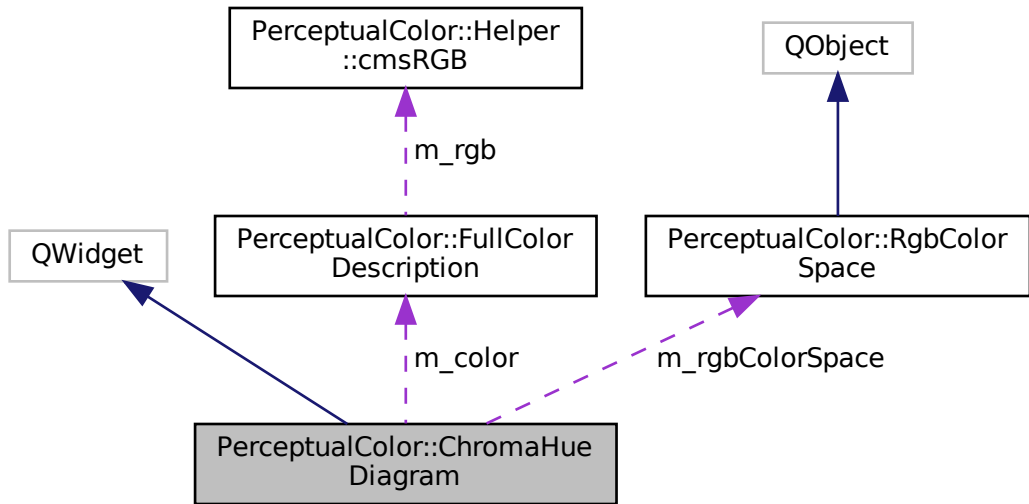 PerceptualColor::Helper
::cmsRGB
QObject
m_rgb
QWidget
PerceptualColor::FullColor
Description
PerceptualColor::RgbColor
Space
m_color
m_rgbColorSpace
PerceptualColor::ChromaHue
Diagram